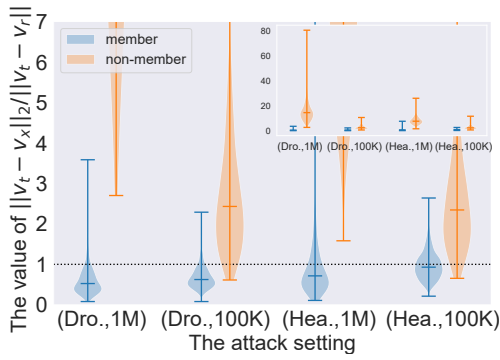 The value of ||v_t − v_x||_2/||v_t − v_r||
7
6
5
4
3
2
1
0
member
non-member
80
60
40
20
0
(Dro.,1M) (Dro.,100K) (Hea.,1M) (Hea.,100K)
(Dro.,1M) (Dro.,100K) (Hea.,1M) (Hea.,100K)
The attack setting